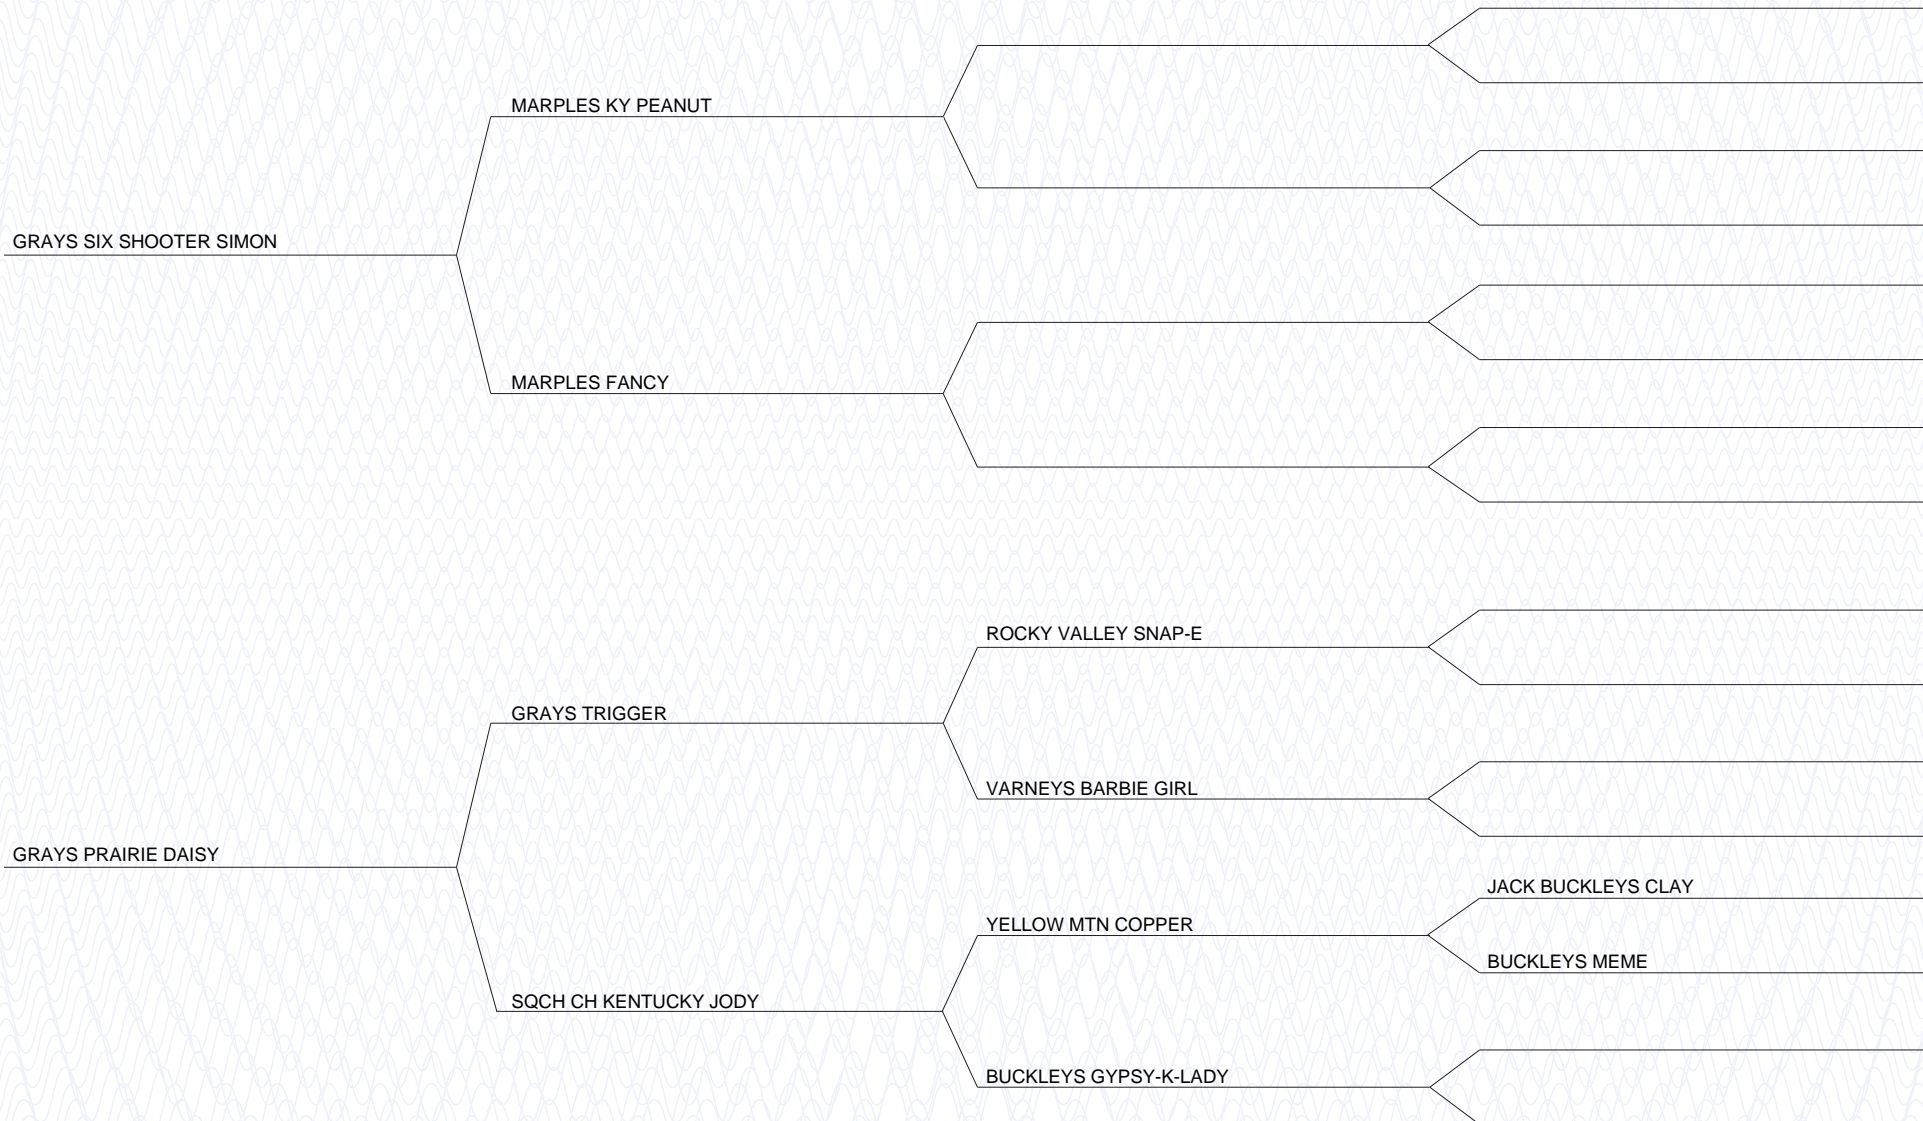 MARPLES KY PEANUT
GRAYS SIX SHOOTER SIMON
MARPLES FANCY
ROCKY VALLEY SNAP-E
GRAYS TRIGGER
VARNEYS BARBIE GIRL
GRAYS PRAIRIE DAISY
JACK BUCKLEYS CLAY
YELLOW MTN COPPER
BUCKLEYS MEME
SQCH CH KENTUCKY JODY
BUCKLEYS GYPSY-K-LADY